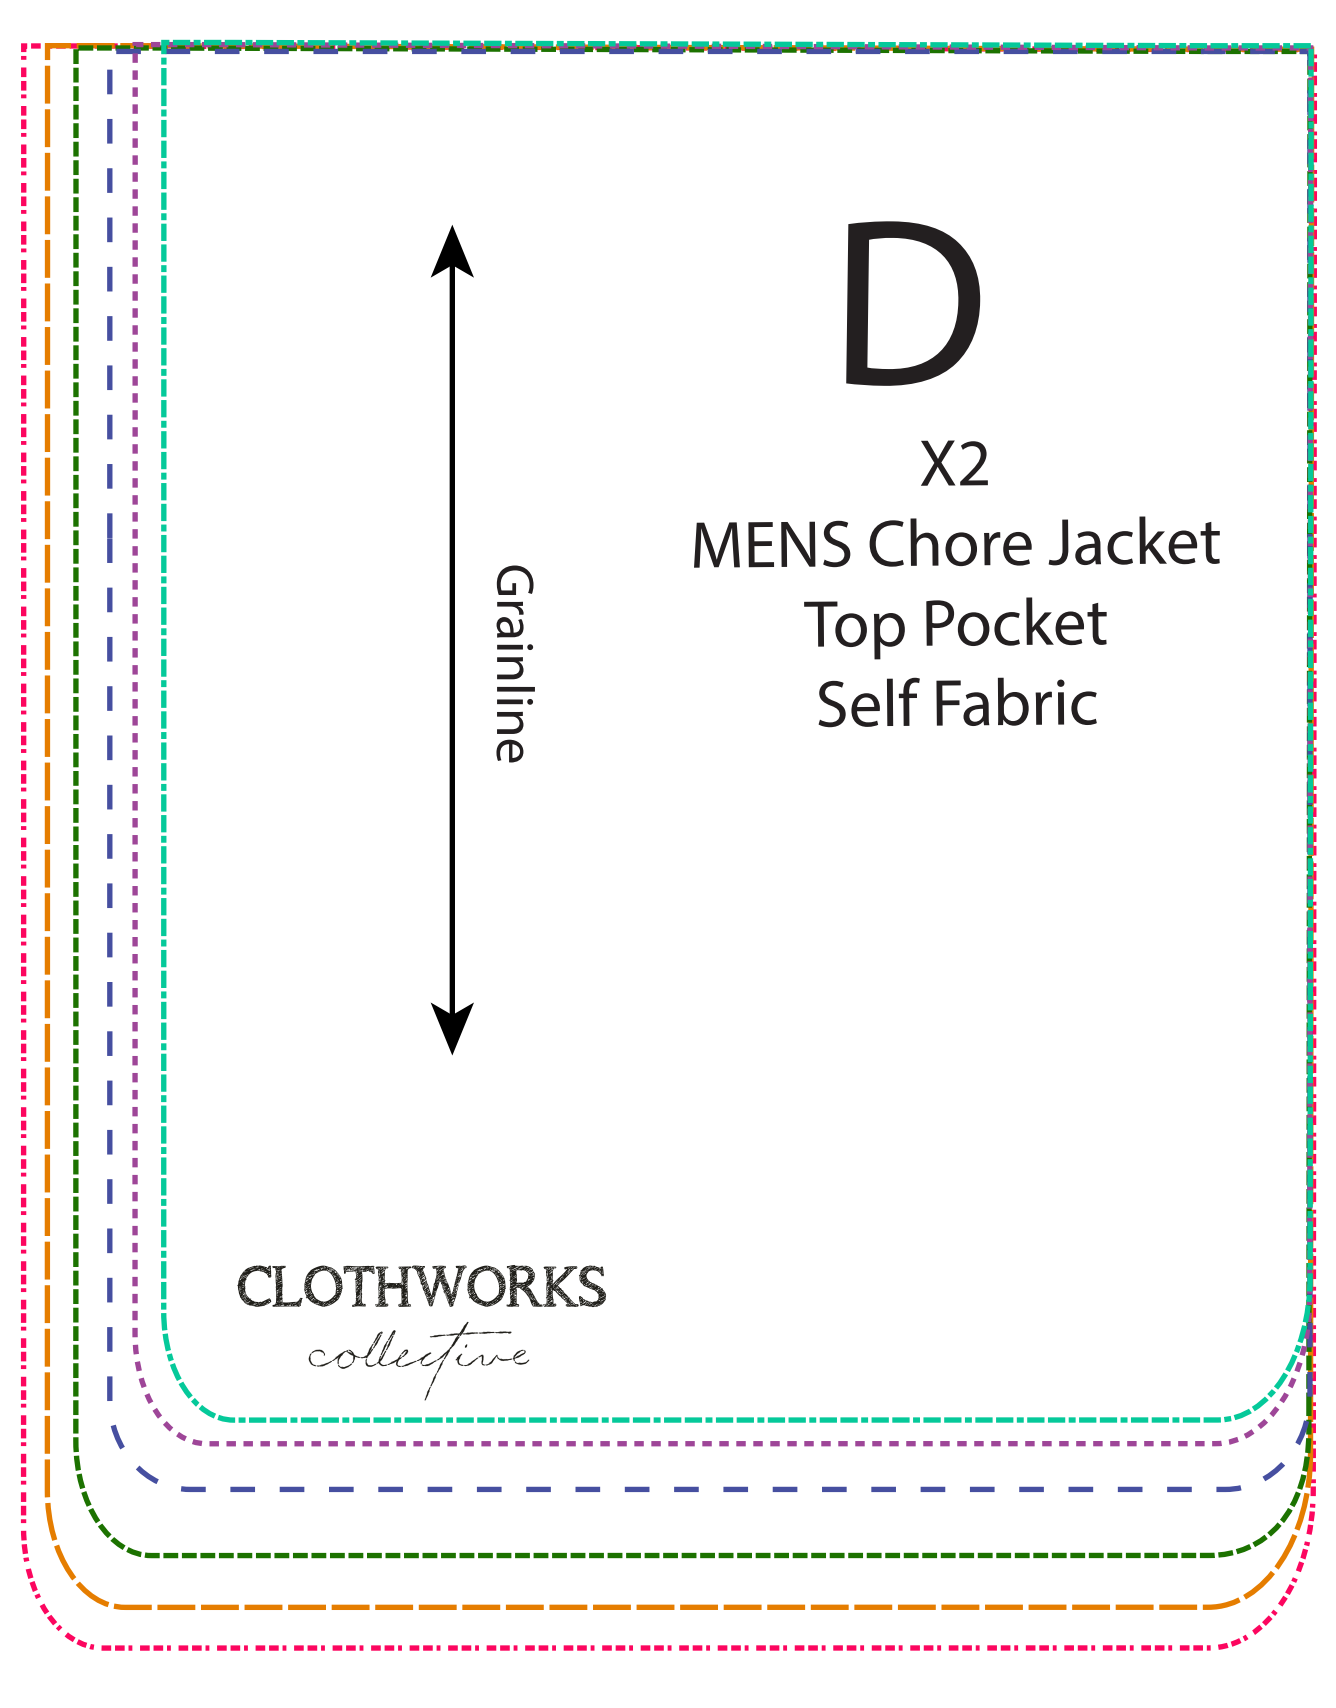 D
X2
MENS Chore Jacket
Top Pocket
Self Fabric
Grainline
CLOTHWORKS
collective